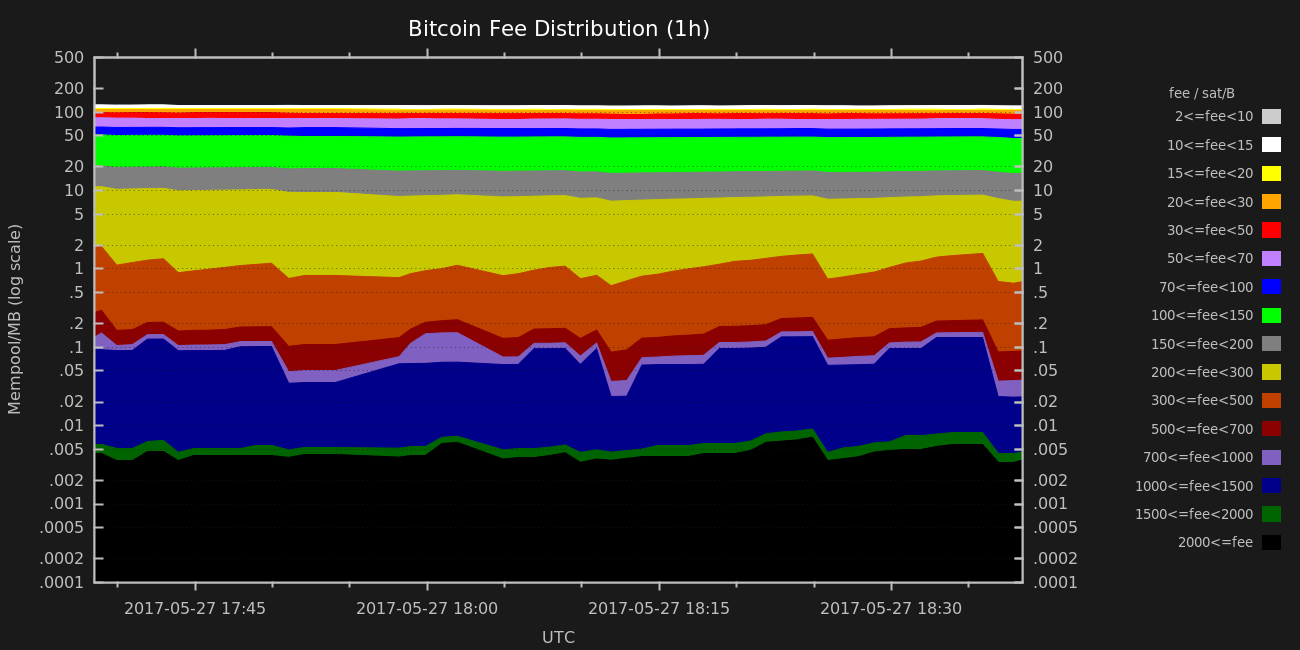 Bitcoin Fee Distribution (1h)
Mempool/MB (log scale)
500
200
100
50
20
10
5
2
1
.5
.2
.1
.05
.02
.01
.005
.002
.001
.0005
.0002
.0001
500
200
100
50
20
10
5
2
1
.5
.2
.1
.05
.02
.01
.005
.002
.001
.0005
.0002
.0001
2017-05-27 17:45
2017-05-27 18:00
2017-05-27 18:15
2017-05-27 18:30
UTC
fee / sat/B
2<=fee<10
10<=fee<15
15<=fee<20
20<=fee<30
30<=fee<50
50<=fee<70
70<=fee<100
100<=fee<150
150<=fee<200
200<=fee<300
300<=fee<500
500<=fee<700
700<=fee<1000
1000<=fee<1500
1500<=fee<2000
2000<=fee